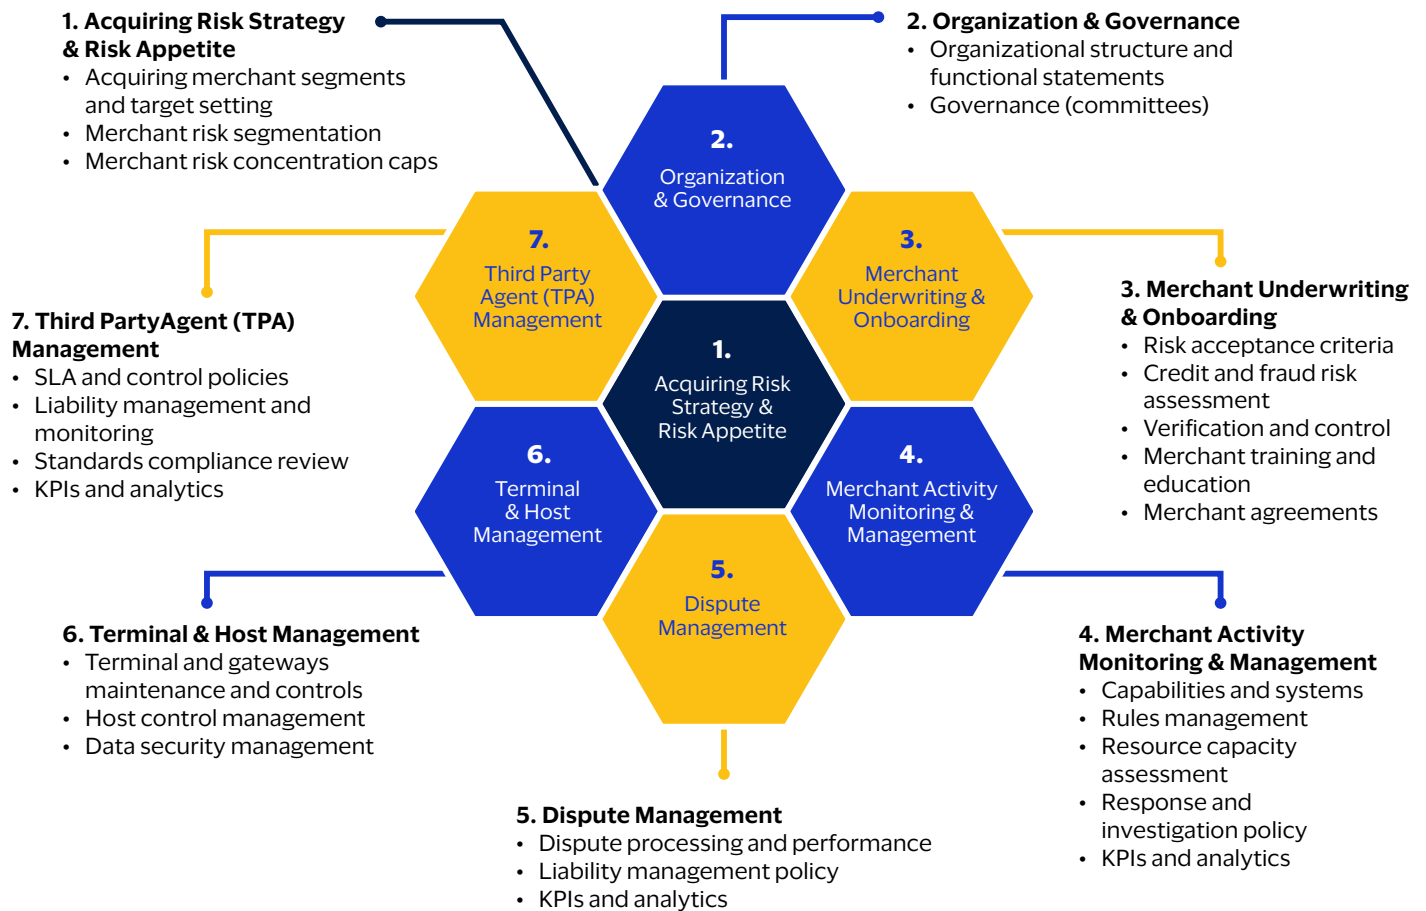 1. Acquiring Risk Strategy
& Risk Appetite
• Acquiring merchant segments
and target setting
• Merchant risk segmentation
• Merchant risk concentration caps
2. Organization & Governance
• Organizational structure and
functional statements
• Governance (committees)
2.
Organization
& Governance
7.
Third Party
Agent (TPA)
Management
3.
Merchant
Underwriting &
Onboarding
1.
Acquiring Risk
Strategy &
Risk Appetite
6.
Terminal
& Host
Management
4.
Merchant Activity
Monitoring &
Management
5.
Dispute
Management
3. Merchant Underwriting
& Onboarding
• Risk acceptance criteria
• Credit and fraud risk
assessment
• Verification and control
• Merchant training and
education
• Merchant agreements
7. Third PartyAgent (TPA)
Management
• SLA and control policies
• Liability management and
monitoring
• Standards compliance review
• KPIs and analytics
6. Terminal & Host Management
• Terminal and gateways
maintenance and controls
• Host control management
• Data security management
4. Merchant Activity
Monitoring & Management
• Capabilities and systems
• Rules management
• Resource capacity
assessment
• Response and
investigation policy
• KPIs and analytics
5. Dispute Management
• Dispute processing and performance
• Liability management policy
• KPIs and analytics